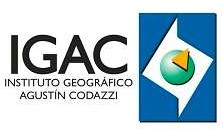 IGAC
INSTITUTO GEOGRÁFICO
AGUSTÍN CODAZZI